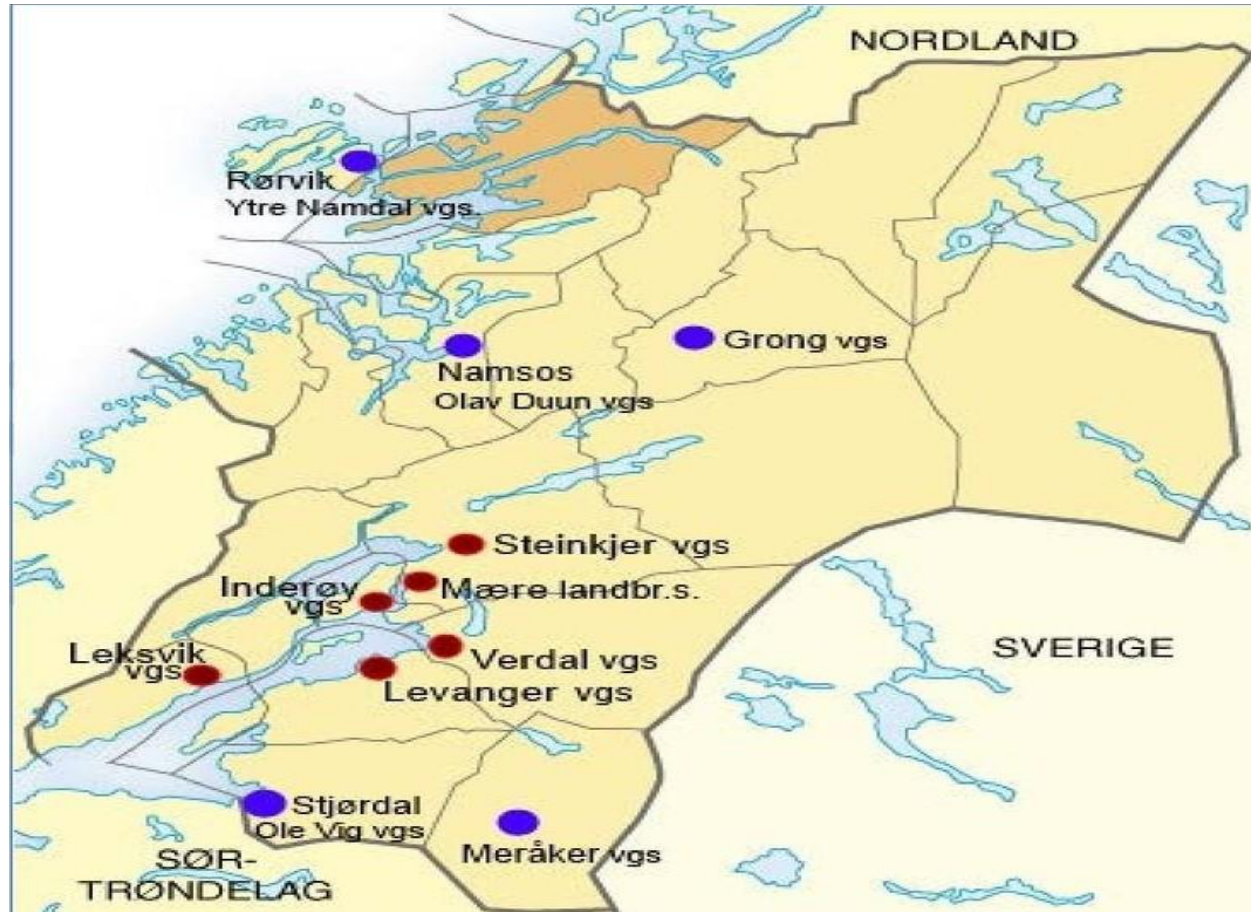 NORDLAND
Rørvik
Ytre Namdal vgs.
Grong vgs
Namsos
Olav Duun vgs
Steinkjer vgs
Inderøy
vgs
Mære landbr.s.
Leksvik
vgs
Verdal vgs
Levanger vgs
SVERIGE
Stjørdal
Ole Vig vgs
Meråker vgs
SØR-
TRØNDELAG